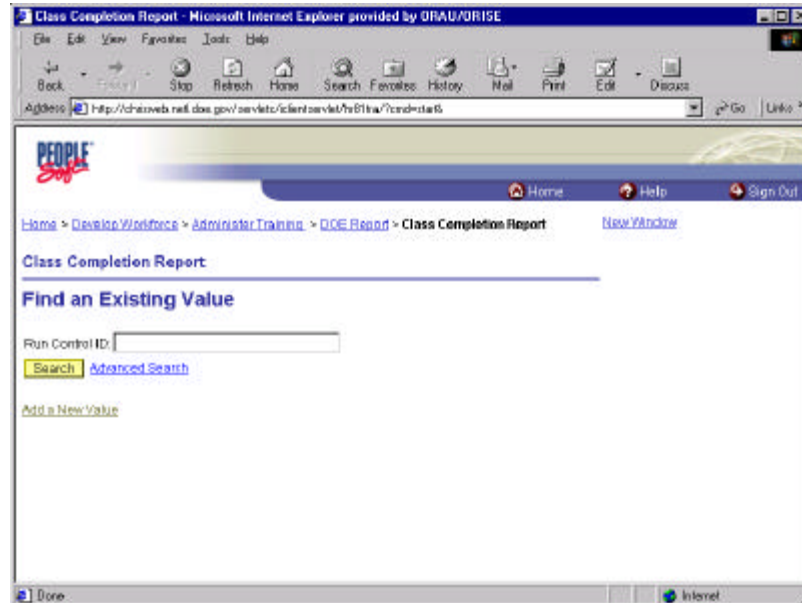 Class Completion Report - Microsoft Internet Explorer provided by ORAU/ORISE
File Edit View Favorites Tools Help
Back Forward Stop Refresh Home Search Favorites History Mail Print Edit Discuss
Address Go Links
PEOPLE
Soft
Home Help Sign Out
Home > Develop Workforce > Administer Training > DOE Report > Class Completion Report New Window
Class Completion Report
Find an Existing Value
Run Control ID:
Search Advanced Search
Add a New Value
Done Internet